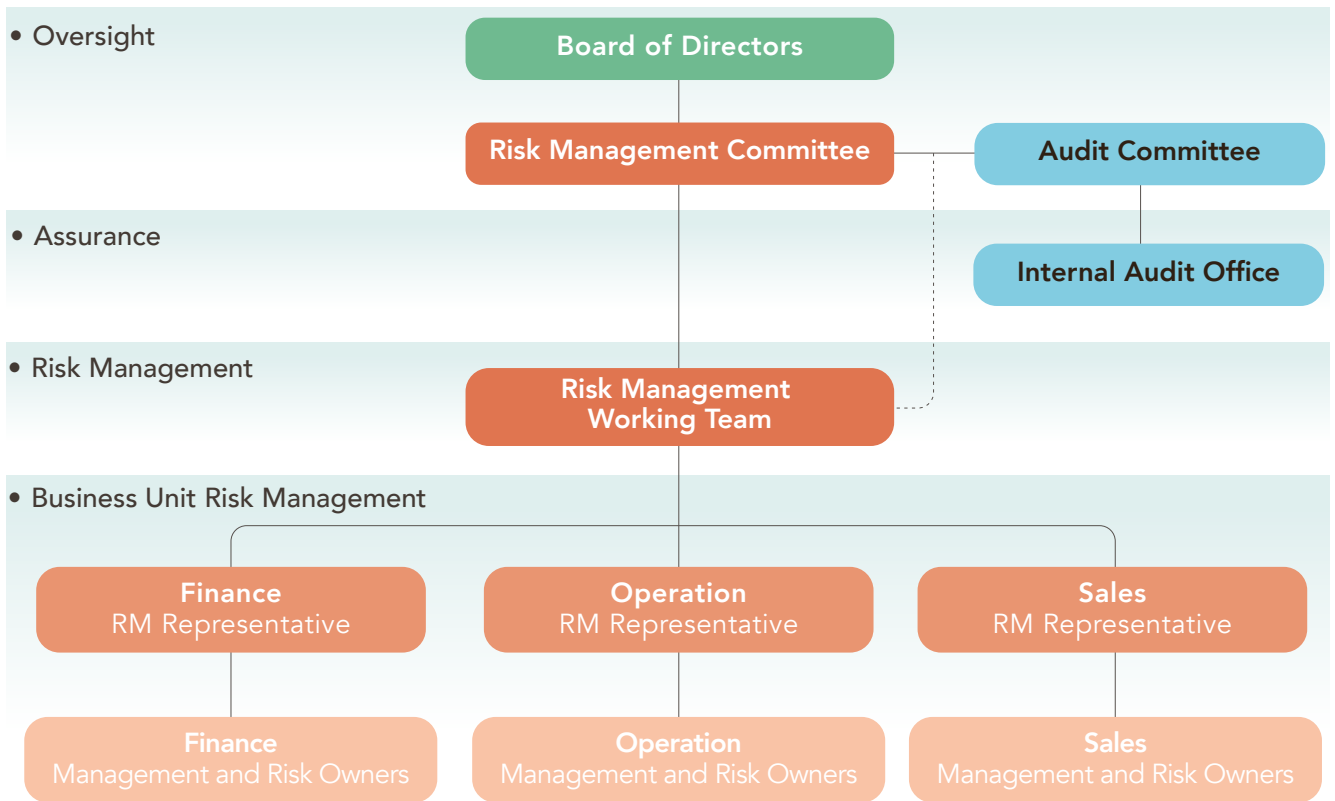 • Oversight
Board of Directors
Risk Management Committee
Audit Committee
• Assurance
Internal Audit Office
• Risk Management
Risk Management
Working Team
• Business Unit Risk Management
Finance
RM Representative
Operation
RM Representative
Sales
RM Representative
Finance
Management and Risk Owners
Operation
Management and Risk Owners
Sales
Management and Risk Owners